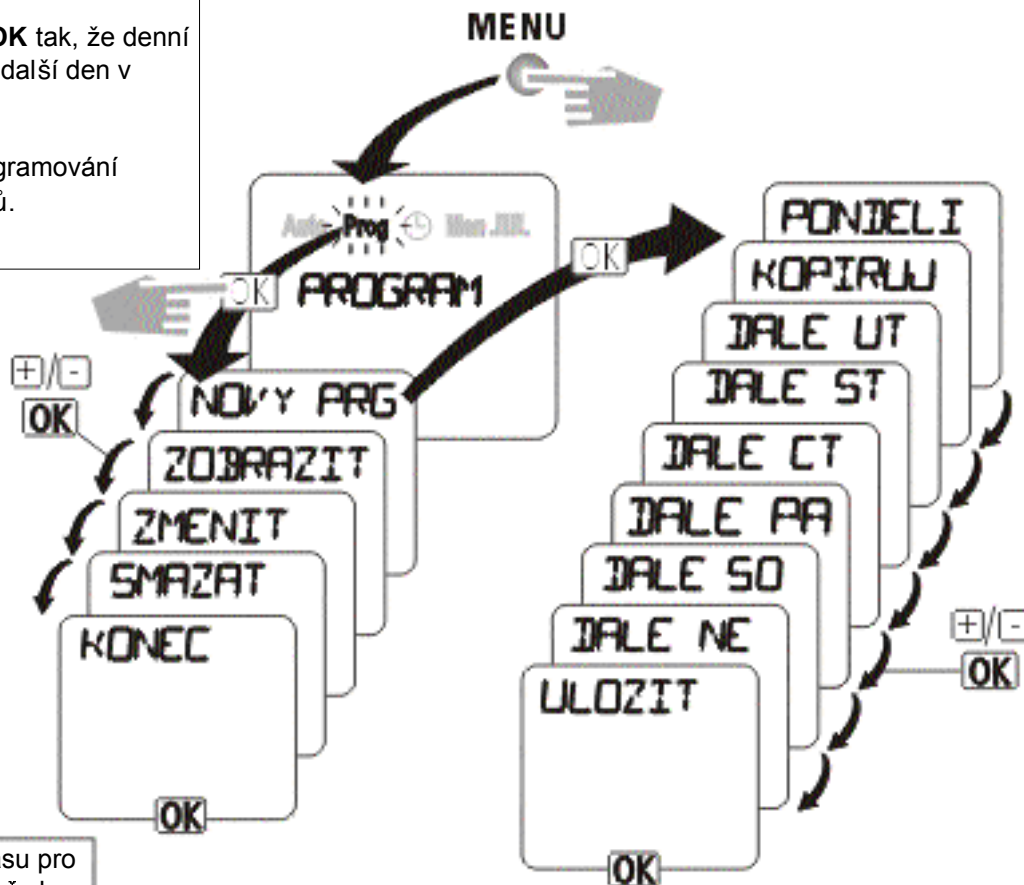 OK tak, že denní
další den v
gramování
ů.
MENU
Auto Prog Man
OK
PROGRAM
+/-
OK
NOVY PRG
ZOBRAZIT
ZMENIT
SMAZAT
KONEC
OK
OK
PONDELI
KOPIRUJ
DALE UT
DALE ST
DALE CT
DALE PA
DALE SO
DALE NE
ULOZIT
+/-
OK
OK
asu pro